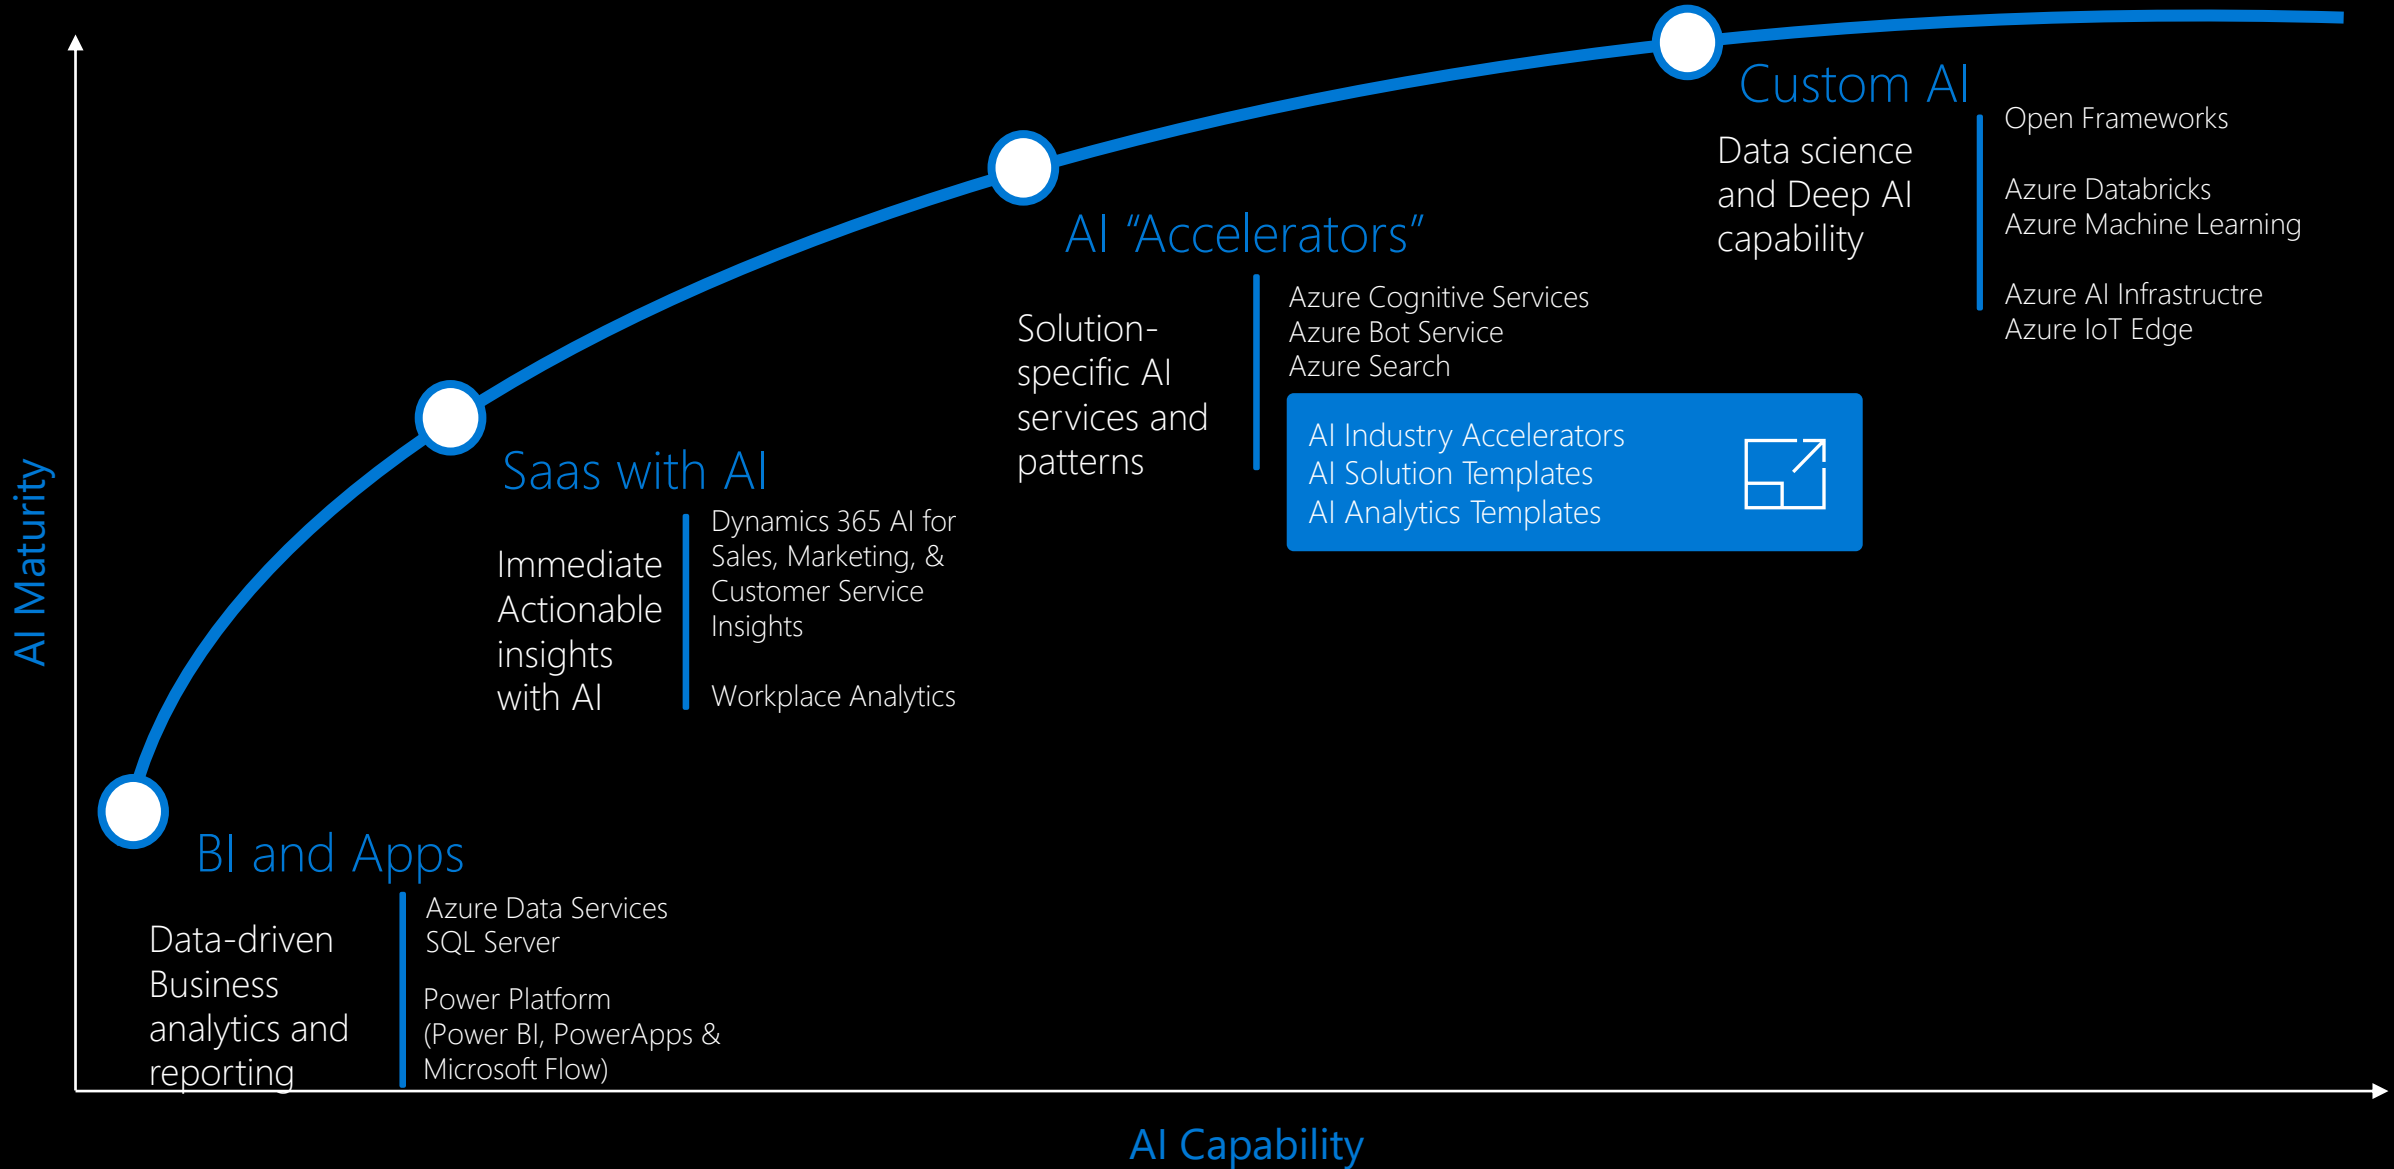 Custom AI
Data science
and Deep AI
capability
Open Frameworks
Azure Databricks
Azure Machine Learning
Azure AI Infrastructre
Azure IoT Edge
AI “Accelerators”
Solution-
specific AI
services and
patterns
Azure Cognitive Services
Azure Bot Service
Azure Search
AI Industry Accelerators
AI Solution Templates
AI Analytics Templates
Saas with AI
Immediate
Actionable
insights
with AI
Dynamics 365 AI for
Sales, Marketing, &
Customer Service
Insights
Workplace Analytics
BI and Apps
Data-driven
Business
analytics and
reporting
Azure Data Services
SQL Server
Power Platform
(Power BI, PowerApps &
Microsoft Flow)
AI Maturity
AI Capability